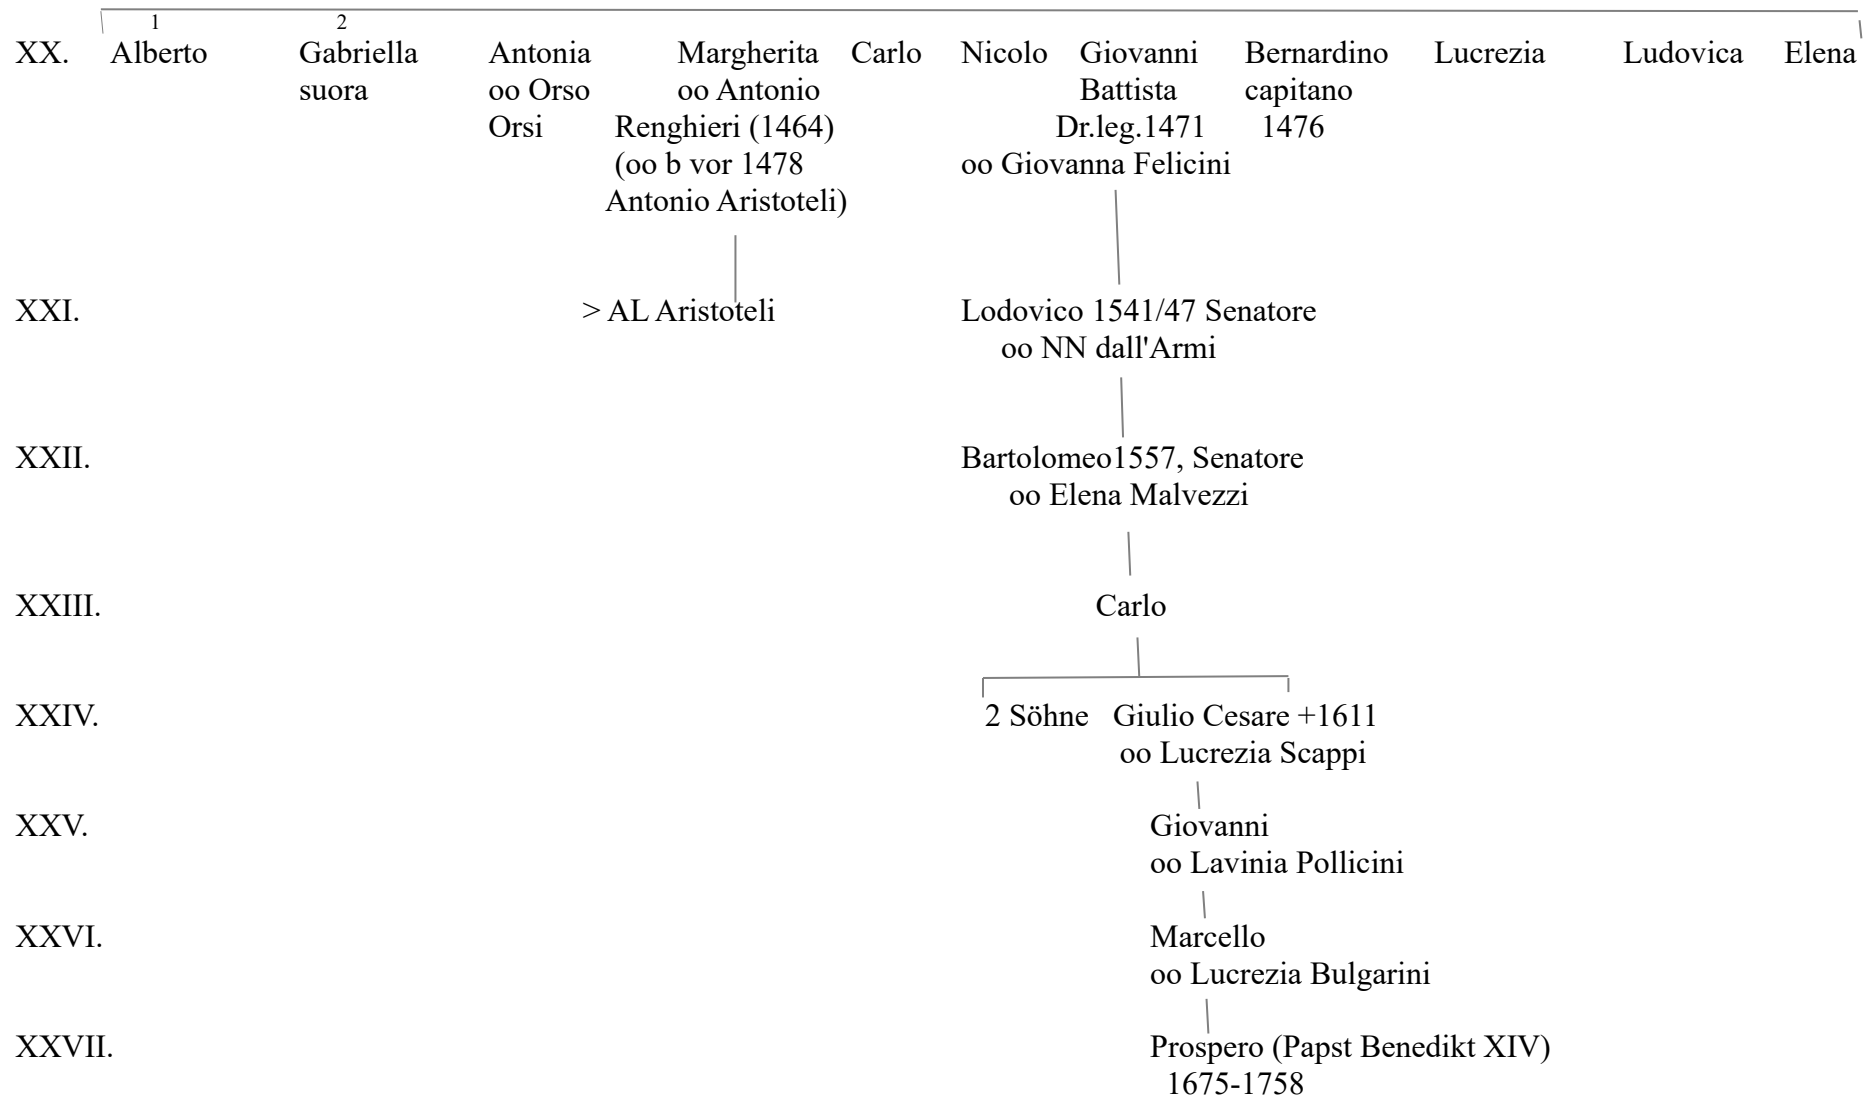 1 2
XX. Alberto Gabriella Antonia Margherita Carlo Nicolo Giovanni Bernardino Lucrezia Ludovica Elena
suora oo Orso oo Antonio Battista capitano
Orsi Renghieri (1464) Dr.leg.1471 1476
(oo b vor 1478 oo Giovanna Felicini
Antonio Aristoteli)
XXI. > AL Aristoteli Lodovico 1541/47 Senatore
oo NN dall'Armi
XXII. Bartolomeo1557, Senatore
oo Elena Malvezzi
XXIII. Carlo
XXIV. 2 Söhne Giulio Cesare +1611
oo Lucrezia Scappi
XXV. Giovanni
oo Lavinia Pollicini
XXVI. Marcello
oo Lucrezia Bulgarini
XXVII. Prospero (Papst Benedikt XIV)
1675-1758